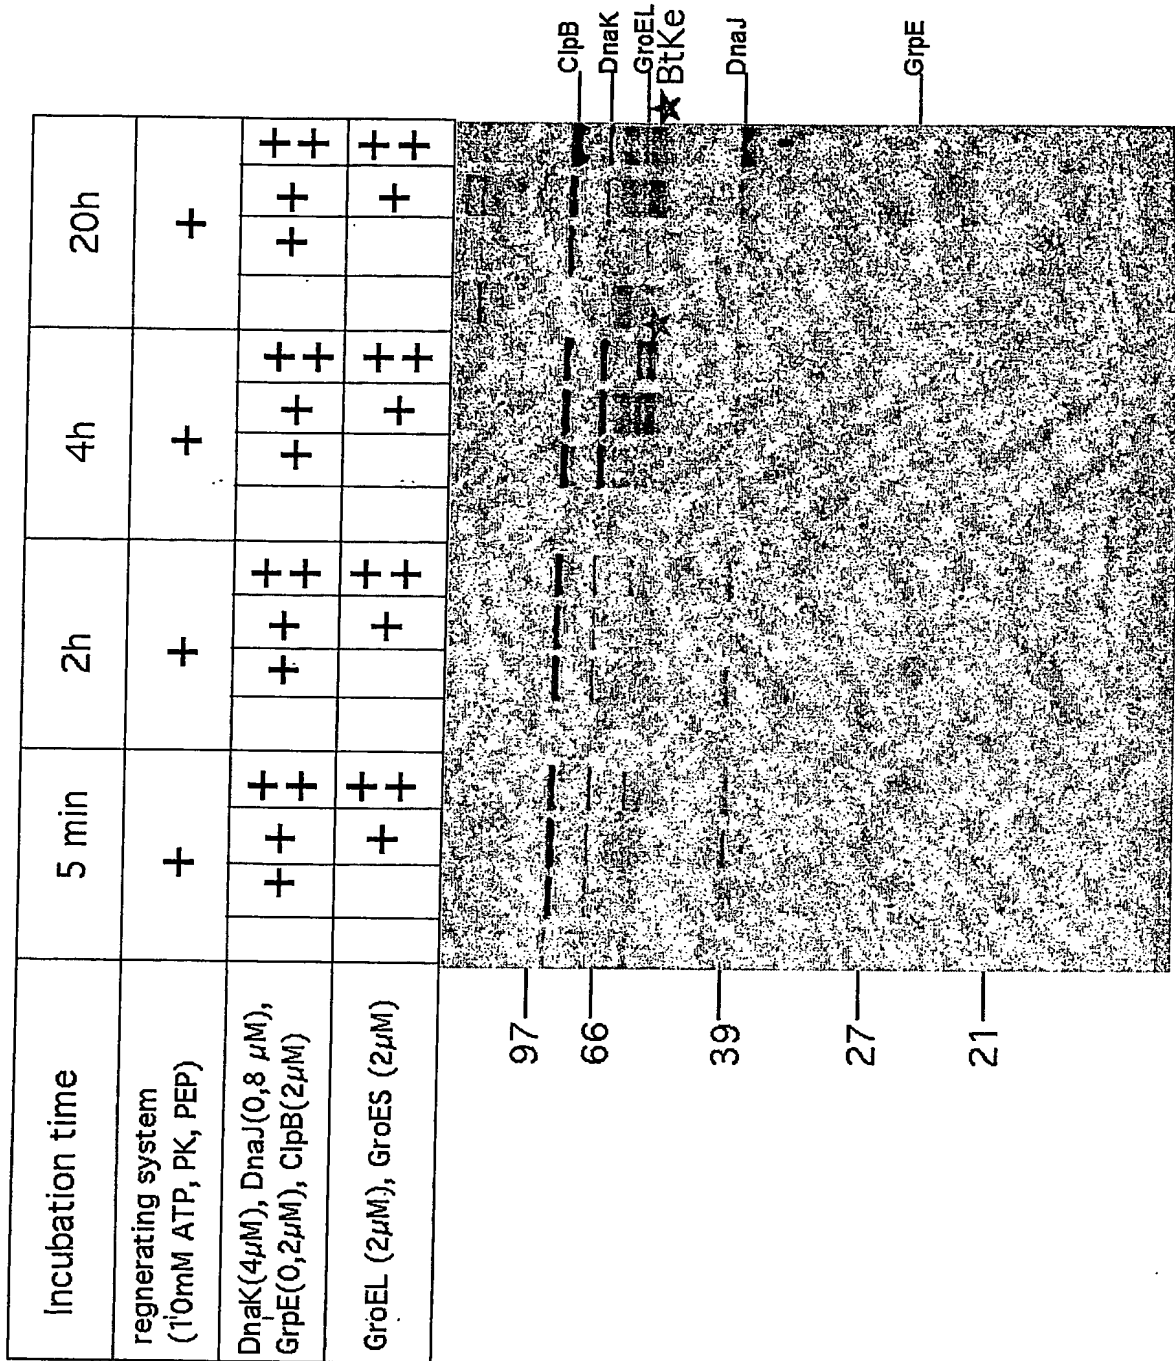 Incubation time
5 min
2h
4h
20h
regnerating system
(10mM ATP, PK, PEP)
+
+
+
+
DnaK(4µM), DnaJ(0,8 µM),
GrpE(0,2µM), ClpB(2µM)
+
+
++
+
+
++
+
+
++
+
+
++
GroEL (2µM), GroES (2µM)
+
++
+
++
+
++
+
++
97
66
39
27
21
ClpB
DnaK
GroEL
☆ BtKe
DnaJ
GrpE